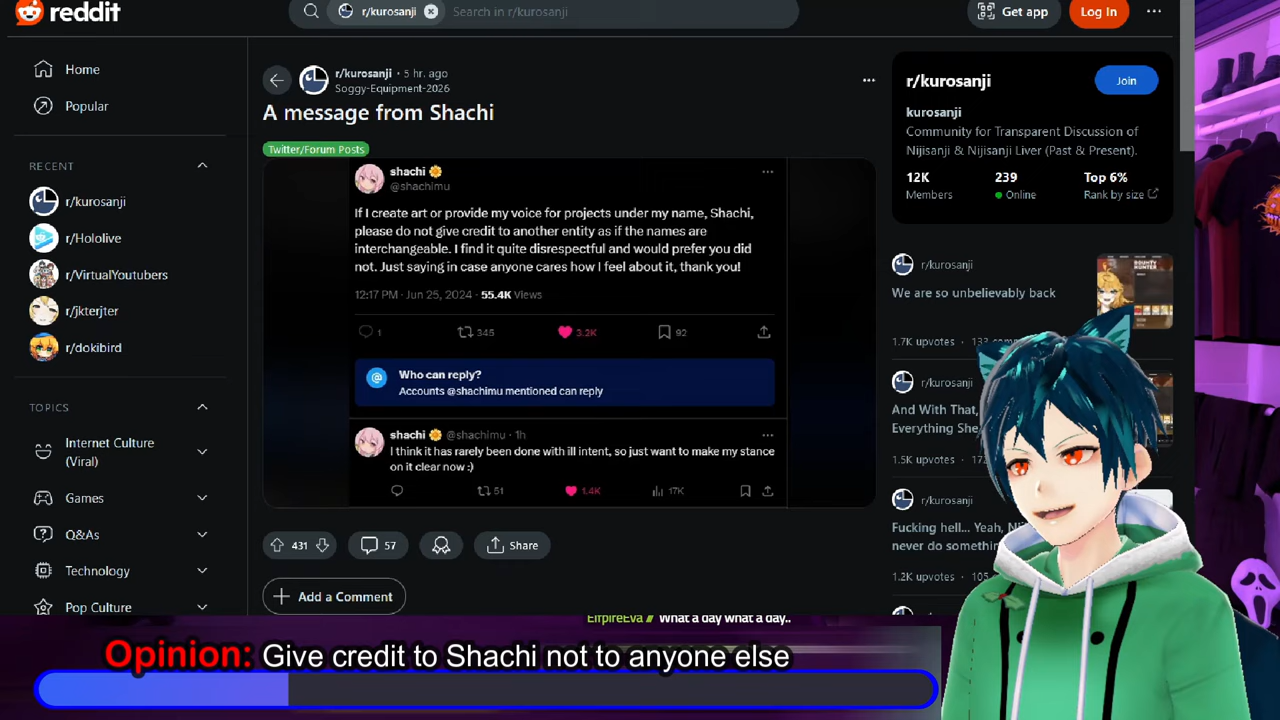 reddit
r/kurosanji
Search in r/kurosanji
Get app
Log In
Home
Popular
RECENT
r/kurosanji
r/Hololive
r/VirtualYoutubers
r/jkterjter
r/dokibird
TOPICS
Internet Culture
(Viral)
Games
Q&As
Technology
Pop Culture
r/kurosanji • 5 hr. ago
Soggy-Equipment-2026
A message from Shachi
Twitter/Forum Posts
shachi
@shachimu
If I create art or provide my voice for projects under my name, Shachi,
please do not give credit to another entity as if the names are
interchangeable. I find it quite disrespectful and would prefer you did
not. Just saying in case anyone cares how I feel about it, thank you!
12:17 PM · Jun 25, 2024 · 55.4K Views
1
345
3.2K
92
Who can reply?
Accounts @shachimu mentioned can reply
shachi @shachimu · 1h
I think it has rarely been done with ill intent, so just want to make my stance
on it clear now :)
51
1.4K
17K
431
57
Share
Add a Comment
r/kurosanji
Join
kurosanji
Community for Transparent Discussion of
Nijisanji & Nijisanji Liver (Past & Present).
12K
239
Top 6%
Members
Online
Rank by size
r/kurosanji
We are so unbelievably back
BOUNTY
HUNTER
1.7K upvotes
r/kurosanji
And With That,
Everything She
1.5K upvotes
r/kurosanji
Fucking hell... Yeah, Ni
never do somethin
1.2K upvotes
What a day what a day..
Opinion: Give credit to Shachi not to anyone else